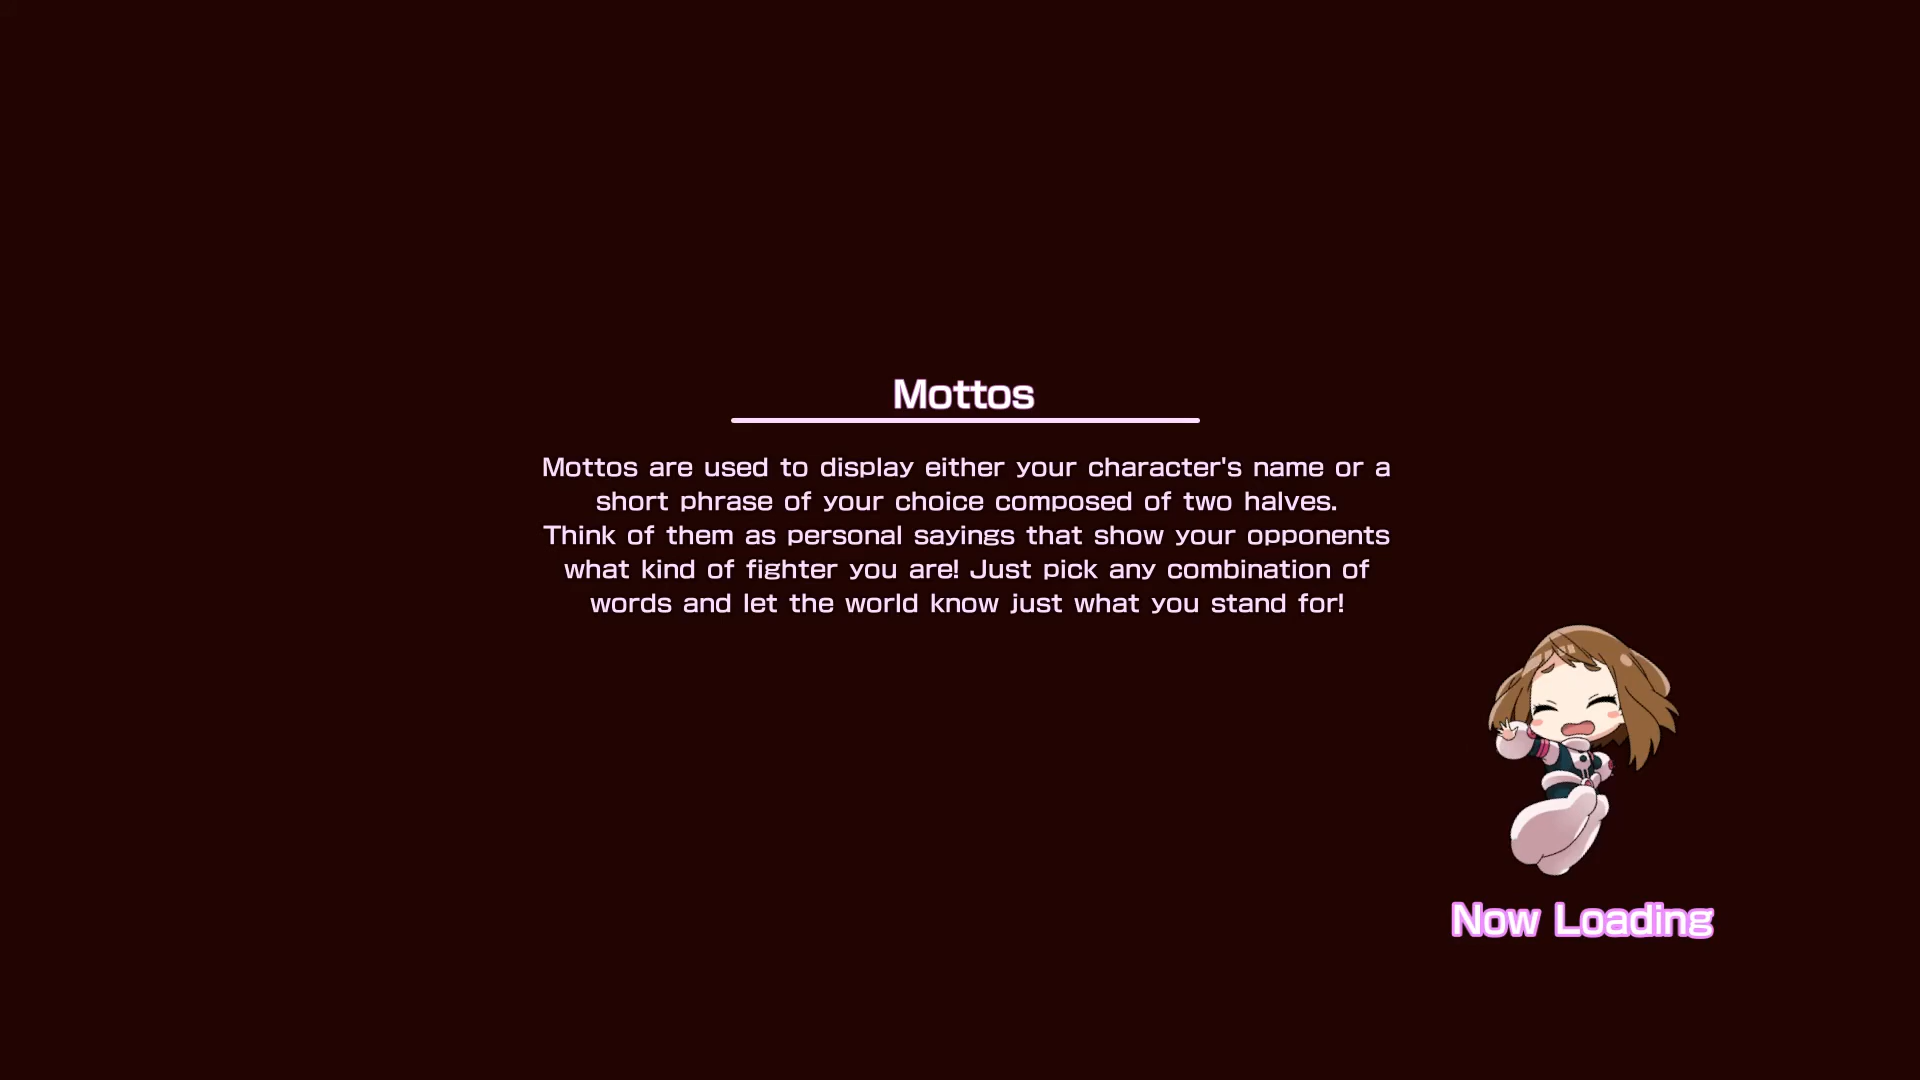 Mottos
Mottos are used to display either your character's name or a
short phrase of your choice composed of two halves.
Think of them as personal sayings that show your opponents
what kind of fighter you are! Just pick any combination of
words and let the world know just what you stand for!
Now Loading